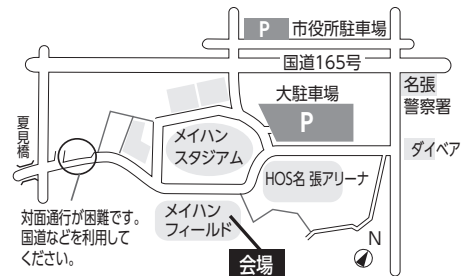 P 市役所駐車場
国道165号
名張
警察署
大駐車場
P
夏見橋
メイハン
スタジアム
ダイベア
HOS名 張アリーナ
対面通行が困難です。
国道などを利用して
ください。
メイハン
フィールド
会場
N